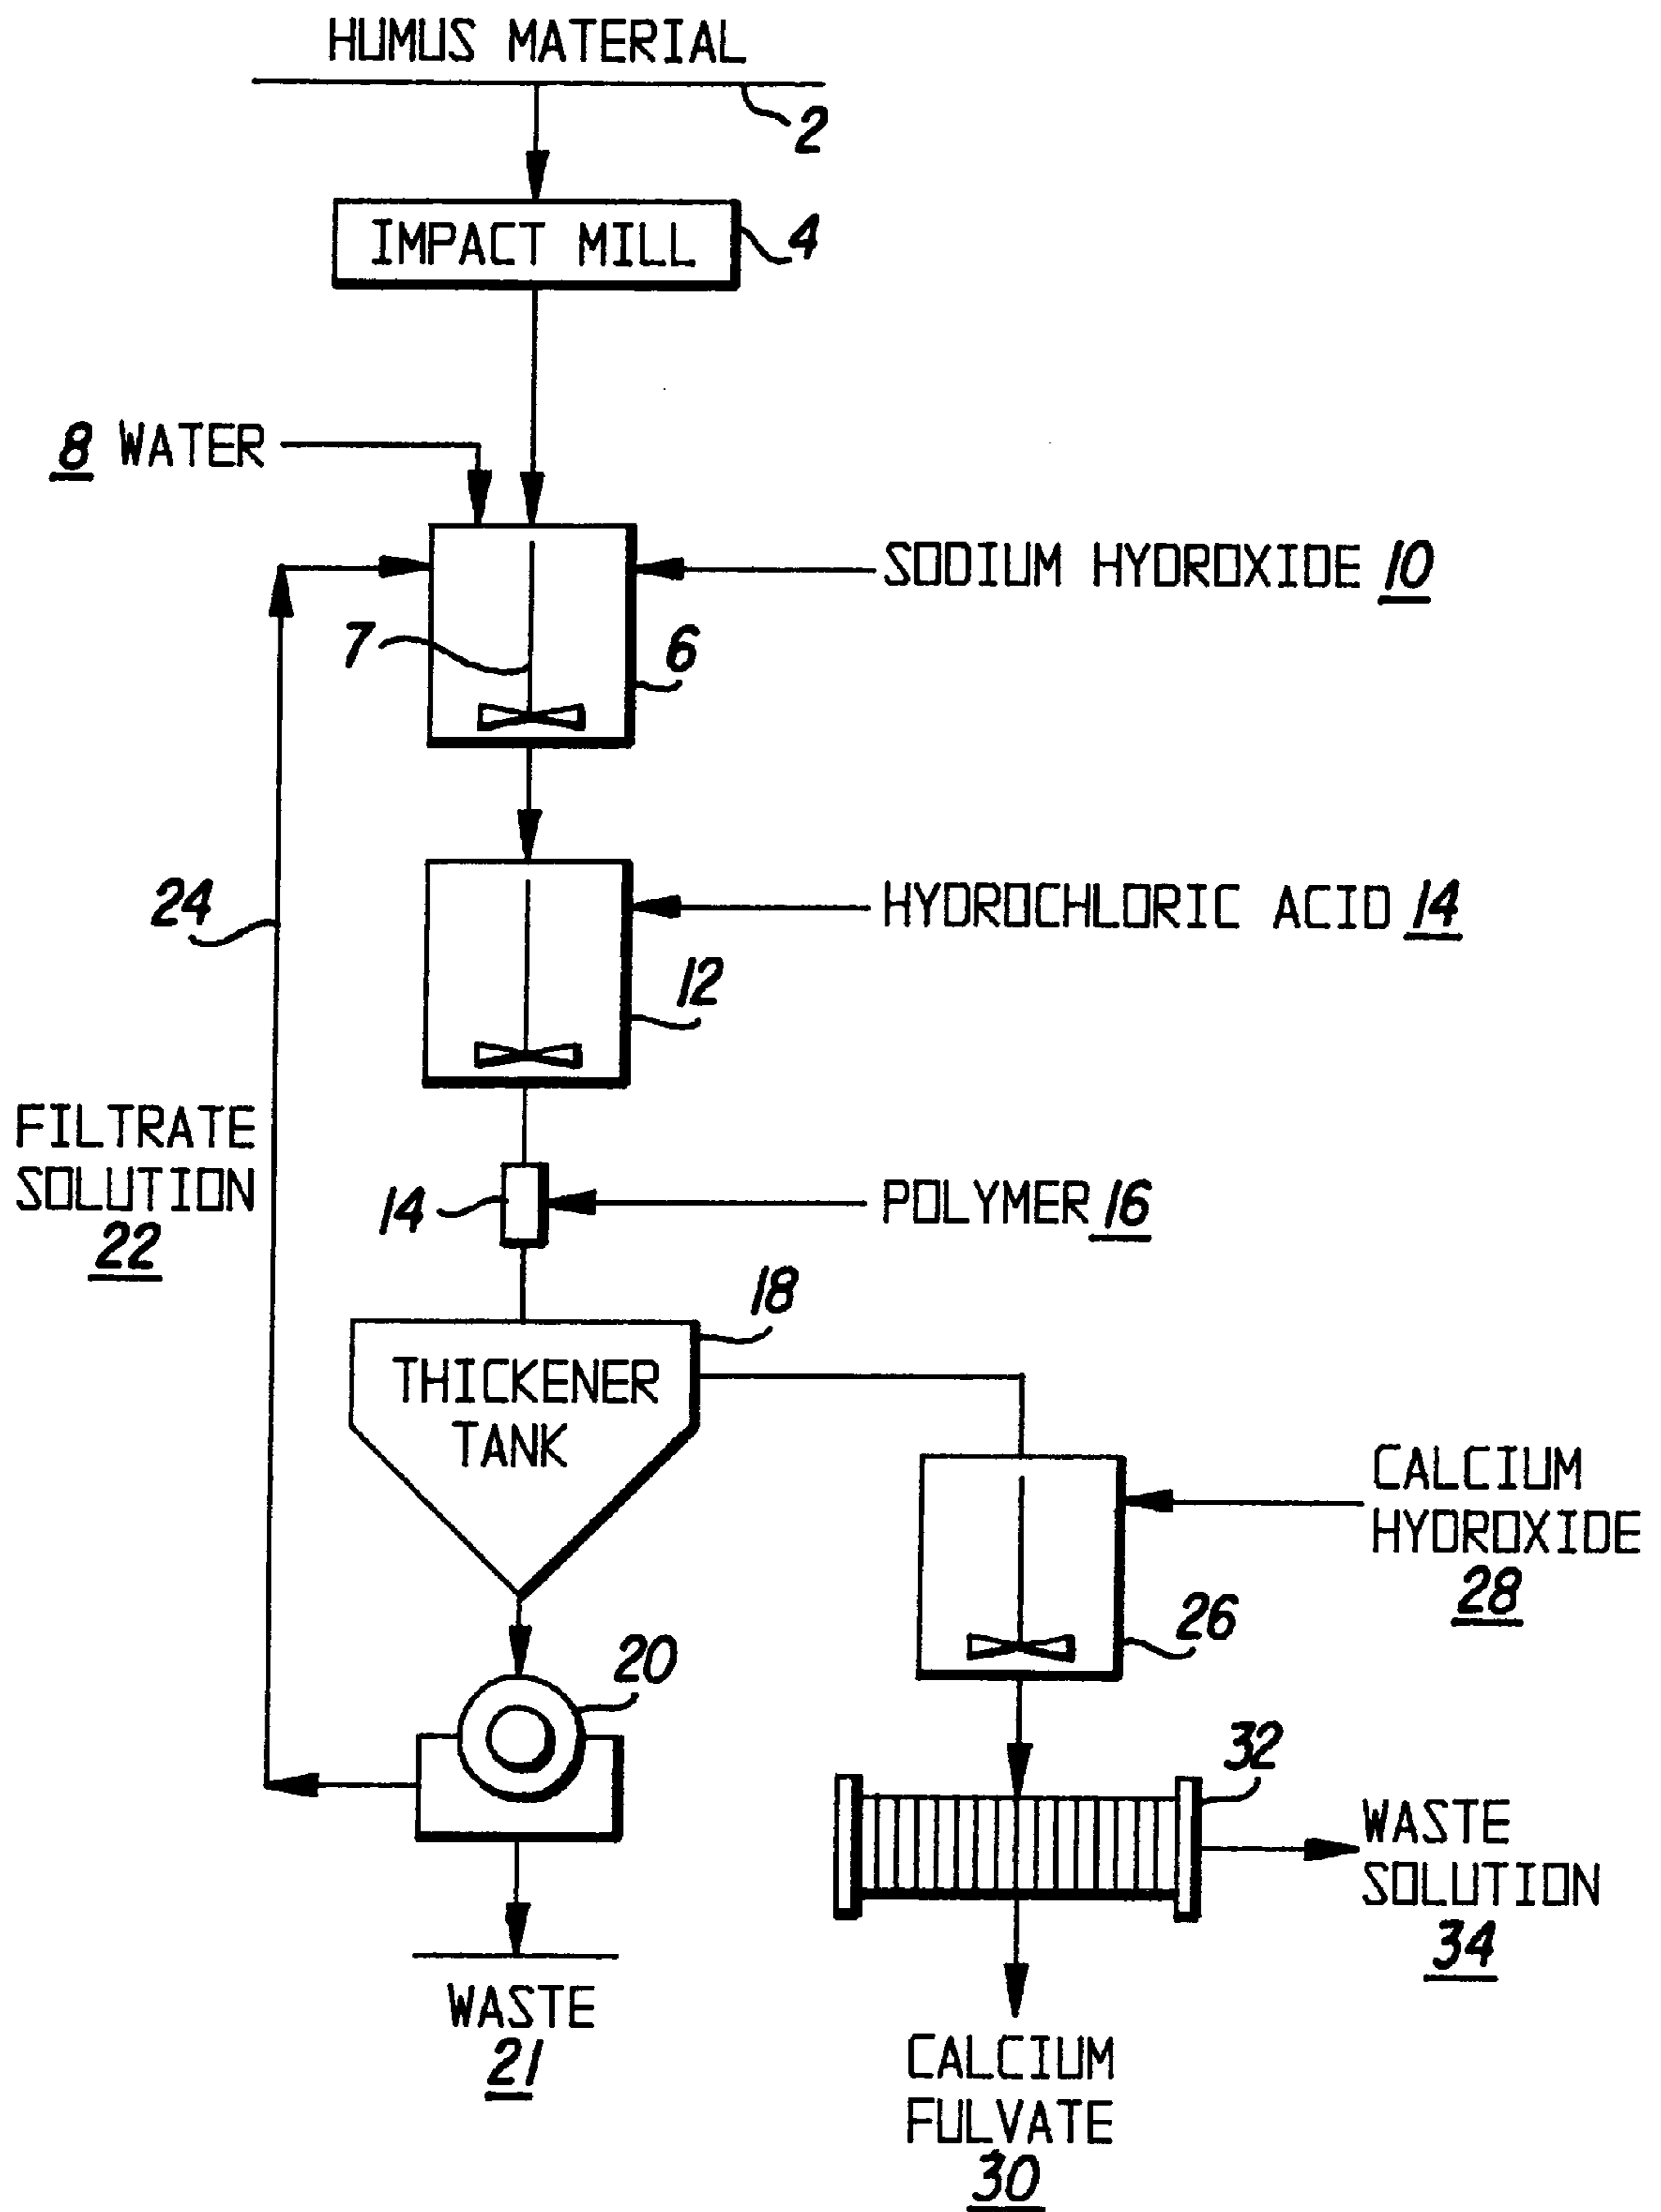 HUMUS MATERIAL
2
IMPACT MILL
4
8 WATER
SODIUM HYDROXIDE 10
7
6
HYDROCHLORIC ACID 14
24
12
FILTRATE
SOLUTION
22
14
POLYMER 16
18
THICKENER
TANK
CALCIUM
HYDROXIDE
28
26
20
32
WASTE
SOLUTION
34
WASTE
21
CALCIUM
FULVATE
30